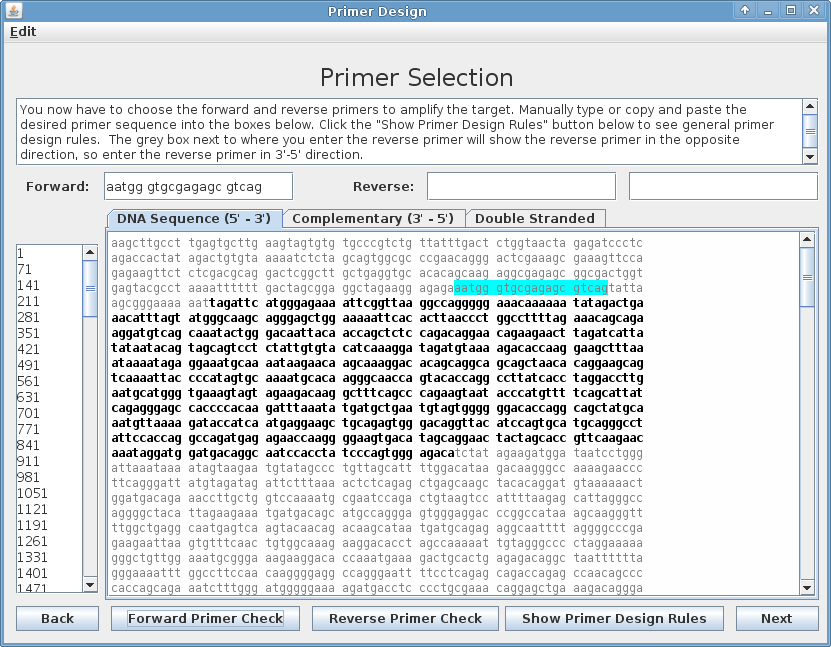 Primer Design
Edit
Primer Selection
You now have to choose the forward and reverse primers to amplify the target. Manually type or copy and paste the
desired primer sequence into the boxes below. Click the "Show Primer Design Rules" button below to see general primer
design rules.  The grey box next to where you enter the reverse primer will show the reverse primer in the opposite
direction, so enter the reverse primer in 3'-5' direction.
Forward: aatgg gtgcgagagc gtcag Reverse:
DNA Sequence (5' - 3') Complementary (3' - 5') Double Stranded
1
71
141
211
281
351
421
491
561
631
701
771
841
911
981
1051
1121
1191
1261
1331
1401
1471
aagcttgcct tgagtgcttg aagtagtgtg tgcccgtctg ttatttgact ctggtaacta gagatccctc
agaccactat agactgtgta aaaatctcta gcagtggcgc ccgaacaggg actcgaaagc gaaagttcca
gagaagttct ctcgacgcag gactcggctt gctgaggtgc acacagcaag aggcgagagc ggcgactggt
gagtacgcct aaatttttttt gactagcgga ggctagaagg agagaaatgg gtgcgagagc gtcagtatta
agcgggaaaa aattagattc atgggagaaa attcggttaa ggccaggggg aaacaaaaaa tatagactga
aacatttagt atgggcaagc agggagctgg aaaaattcac acttaaccct ggccttttag aaacagcaga
aggatgtcag caaatactgg gacaattaca accagctctc cagacaggaa cagaagaact tagatcatta
tataatacag tagcagtcct ctattgtgta catcaaagga tagatgtaaa agacaccaag gaagctttaa
ataaaataga ggaaatgcaa aataagaaca agcaaaggac acagcaggca gcagctaaca caggaagcag
tcaaaattac cccatagtgc aaaatgcaca agggcaacca gtacaccagg ccttatcacc taggaccttg
aatgcatggg tgaaagtagt agaagacaag gctttcagcc cagaagtaat acccatgttt tcagcattat
cagagggagc caccccacaa gatttaaata tgatgctgaa tgtagtgggg ggacaccagg cagctatgca
aatgttaaaa gataccatca atgaggaagc tgcagagtgg gacaggttac atccagtgca tgcagggcct
attccaccag gccagatgag agaaccaagg ggaagtgaca tagcaggaac tactagcacc gttcaagaac
aaataggatg gatgacaggc aatccaccta tcccagtggg agacatctat agaagatgga taatcctggg
attaaataaa atagtaagaa tgtatagccc tgttagcatt ttggacataa gacaagggcc aaaagaaccc
ttcagggatt atgtagatag attctttaaa actctcagag ctgagcaagc tacacaggat gtaaaaaact
ggatgacaga aaccttgctg gtccaaaatg cgaatccaga ctgtaagtcc attttaagag cattagggcc
aggggctaca ttagaagaaa tgatgacagc atgccaggga gtgggaggac ccggccataa agcaagggtt
ttggctgagg caatgagtca agtacaacag acaagcataa tgatgcagag aggcaatttt aggggcccga
gaagaattaa gtgtttcaac tgtggcaaag aaggacacct agccaaaaat tgtagggccc ctaggaaaaa
gggctgttgg aaatgcggga aagaaggaca ccaaatgaaa gactgcactg agagacaggc taatttttta
gggaaaattt ggccttccaa caaggggagg ccagggaatt ttcctcagag cagaccagag ccaacagccc
caccagcaga aatctttggg atgggggaaa agatgacctc ccctgcgaaa caggagctga aagacaggga
Back Forward Primer Check Reverse Primer Check Show Primer Design Rules Next